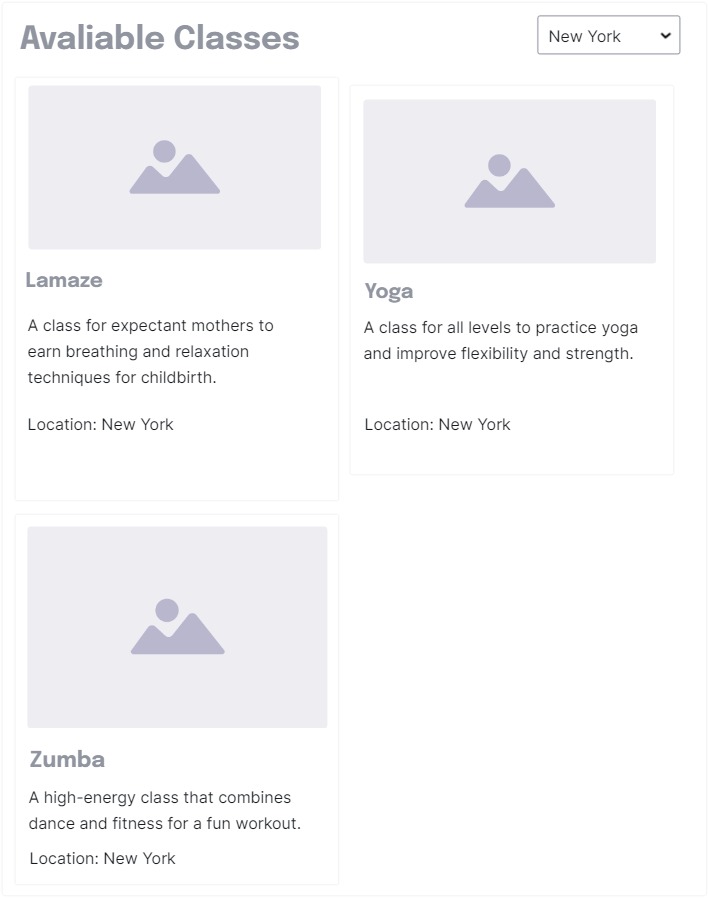 Avaliable Classes
New York
Lamaze
A class for expectant mothers to
earn breathing and relaxation
techniques for childbirth.
Location: New York
Yoga
A class for all levels to practice yoga
and improve flexibility and strength.
Location: New York
Zumba
A high-energy class that combines
dance and fitness for a fun workout.
Location: New York